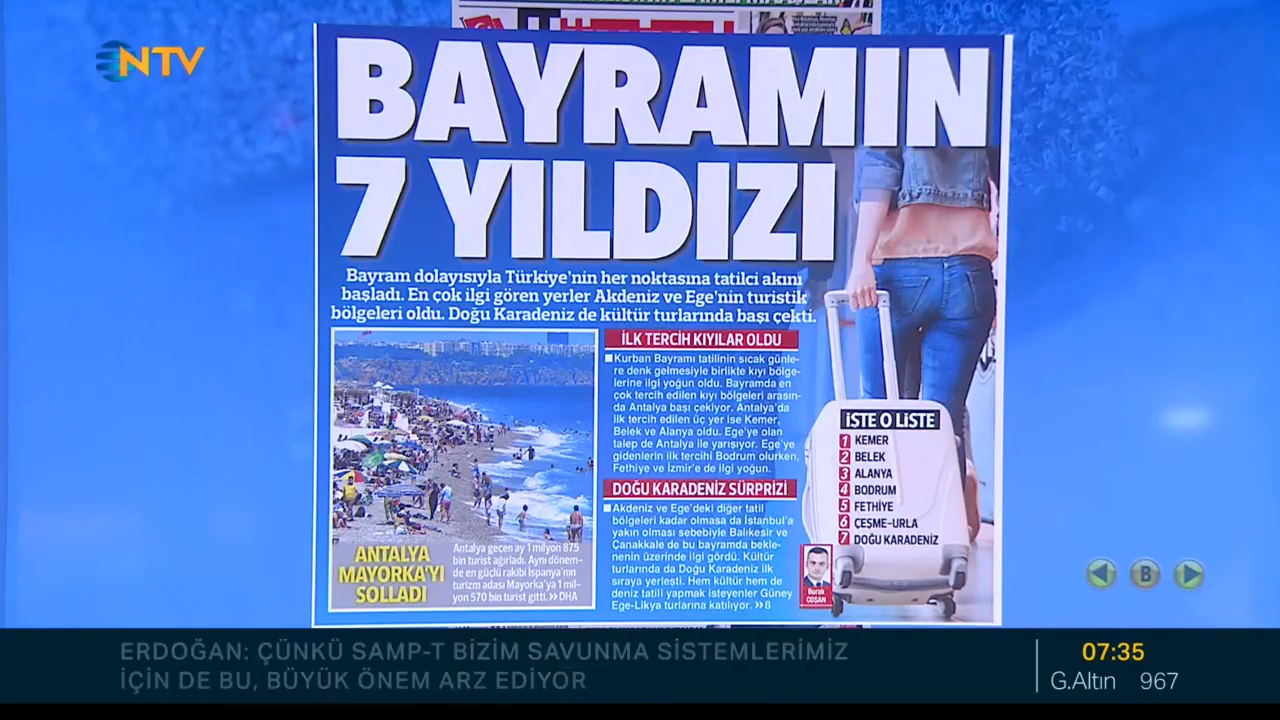 NTV
BAYRAMIN
7 YILDIZI
Bayram dolayısıyla Türkiye'nin her noktasına tatilci akını
başladı. En çok ilgi gören yerler Akdeniz ve Ege'nin turistik
bölgeleri oldu. Doğu Karadeniz de kültür turlarında başı çekti.
İLK TERCİH KIYILAR OLDU
Kurban Bayramı tatilinin sıcak günle-
re denk gelmesiyle birlikte kıyı bölge-
lerine ilgi yoğun oldu. Bayramda en
çok tercih edilen kıyı bölgeleri arasın-
da Antalya başı çekiyor. Antalya'da
ilk tercih edilen üç yer ise Kemer,
Belek ve Alanya oldu. Ege'ye olan
talep de Antalya ile yarışıyor. Ege'ye
gidenlerin ilk tercihi Bodrum olurken,
Fethiye ve İzmir'e de ilgi yoğun.
DOĞU KARADENİZ SÜRPRİZİ
Akdeniz ve Ege'deki diğer tatil
bölgeleri kadar olmasa da İstanbul'a
yakın olması sebebiyle Balıkesir ve
Çanakkale de bu bayramda bekle-
nenin üzerinde ilgi gördü. Kültür
turlarında da Doğu Karadeniz ilk
sıraya yerleşti. Hem kültür hem de
deniz tatili yapmak isteyenler Güney
Ege-Likya turlarına katılıyor. »8
ANTALYA
MAYORKA'YI
SOLLADI
Antalya geçen ay 1 milyon 875
bin turist ağırladı. Aynı dönem-
de en güçlü rakibi İspanya'nın
turizm adası Mayorka'ya 1 mil-
yon 570 bin turist gitti. »DHA
Burak
COŞAN
İSTE O LİSTE
1 KEMER
2 BELEK
3 ALANYA
4 BODRUM
5 FETHİYE
6 ÇEŞME-URLA
7 DOĞU KARADENİZ
B
ERDOĞAN: ÇÜNKÜ SAMP-T BİZİM SAVUNMA SİSTEMLERİMİZ
İÇİN DE BU, BÜYÜK ÖNEM ARZ EDİYOR
07:35
G.Altın 967